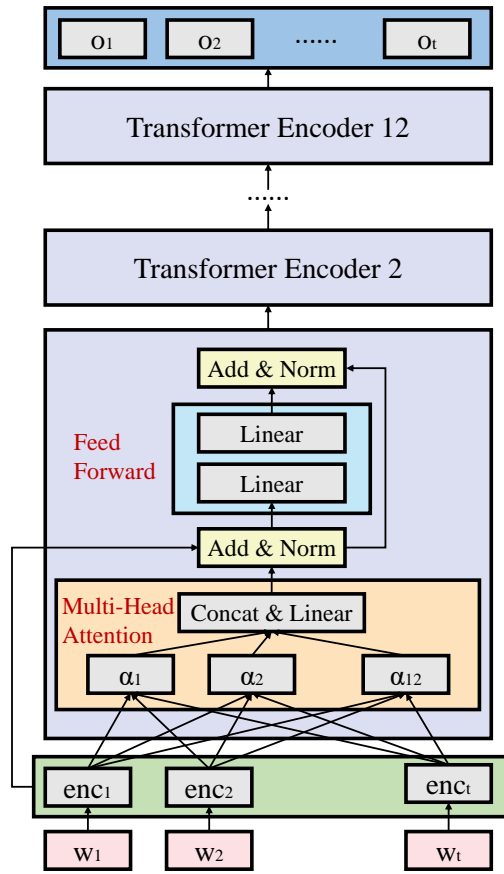 o₁ o₂ ...... oₜ
Transformer Encoder 12
......
Transformer Encoder 2
Add & Norm
Linear
Feed
Forward
Linear
Add & Norm
Multi-Head
Attention
Concat & Linear
α₁ α₂ α₁₂
enc₁ enc₂ encₜ
w₁ w₂ wₜ